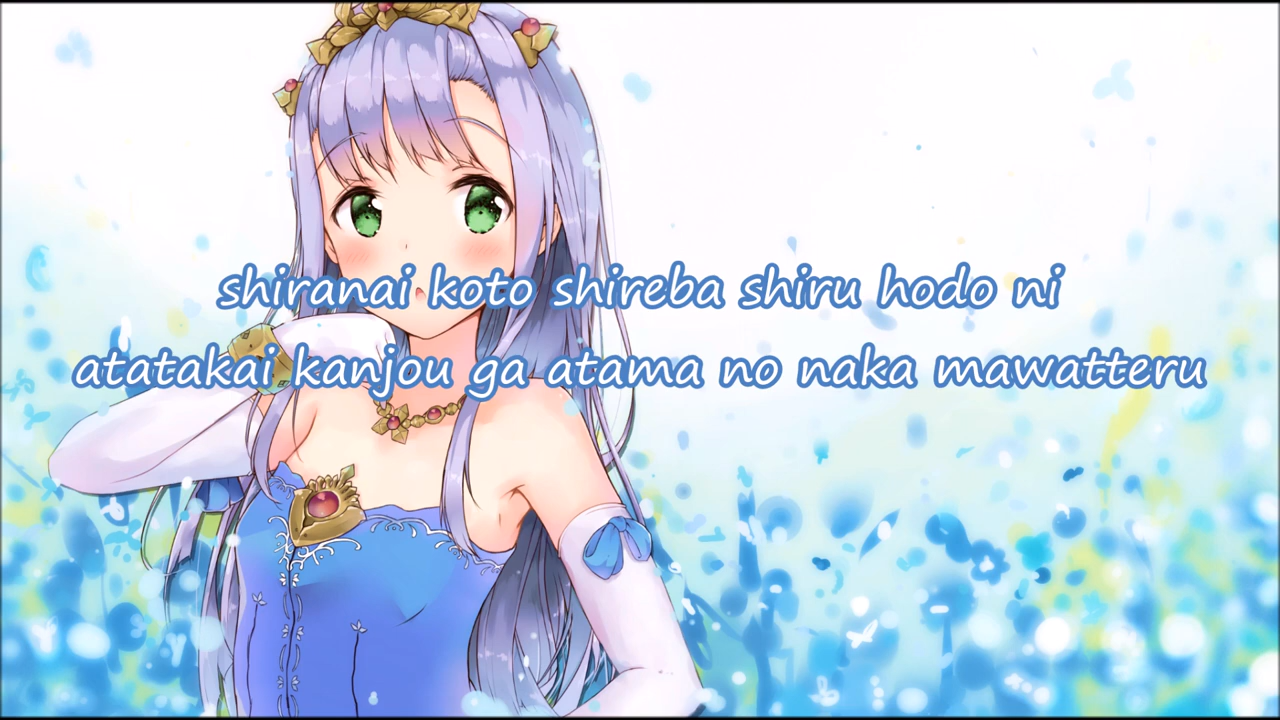 shiranai koto shireba shiru hodo ni
atatakai kanjou ga atama no naka mawatteru